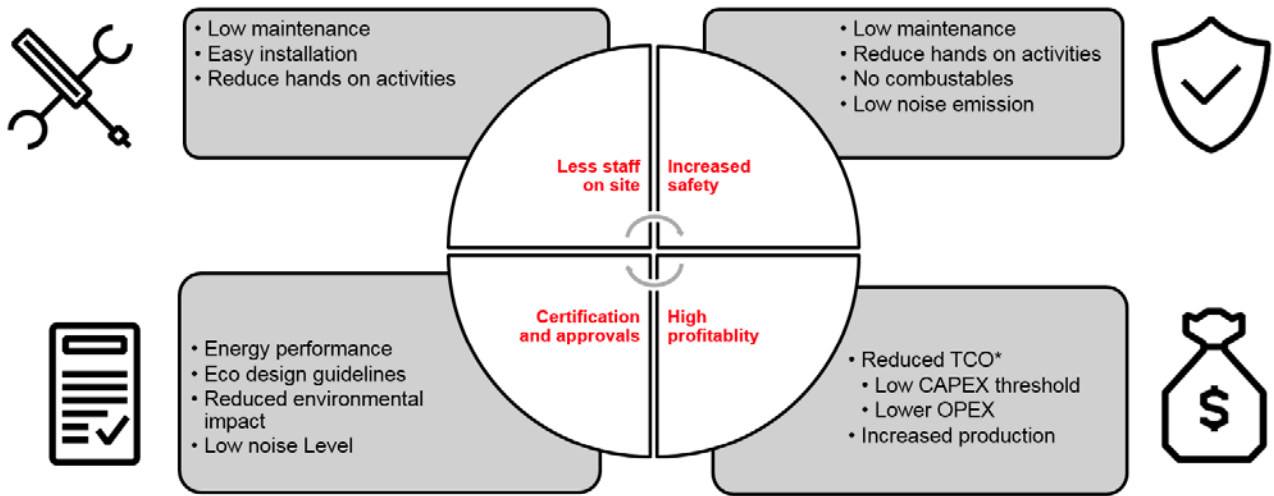 • Low maintenance
• Easy installation
• Reduce hands on activities
• Low maintenance
• Reduce hands on activities
• No combustables
• Low noise emission
Less staff
on site
Increased
safety
Certification
and approvals
High
profitablity
• Energy performance
• Eco design guidelines
• Reduced environmental
impact
• Low noise Level
• Reduced TCO*
• Low CAPEX threshold
• Lower OPEX
• Increased production
$